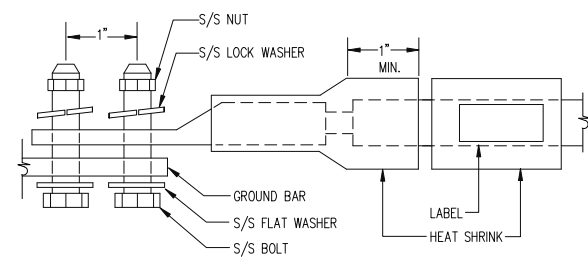 S/S NUT
1"
S/S LOCK WASHER
1"
MIN.
GROUND BAR
S/S FLAT WASHER
S/S BOLT
LABEL
HEAT SHRINK